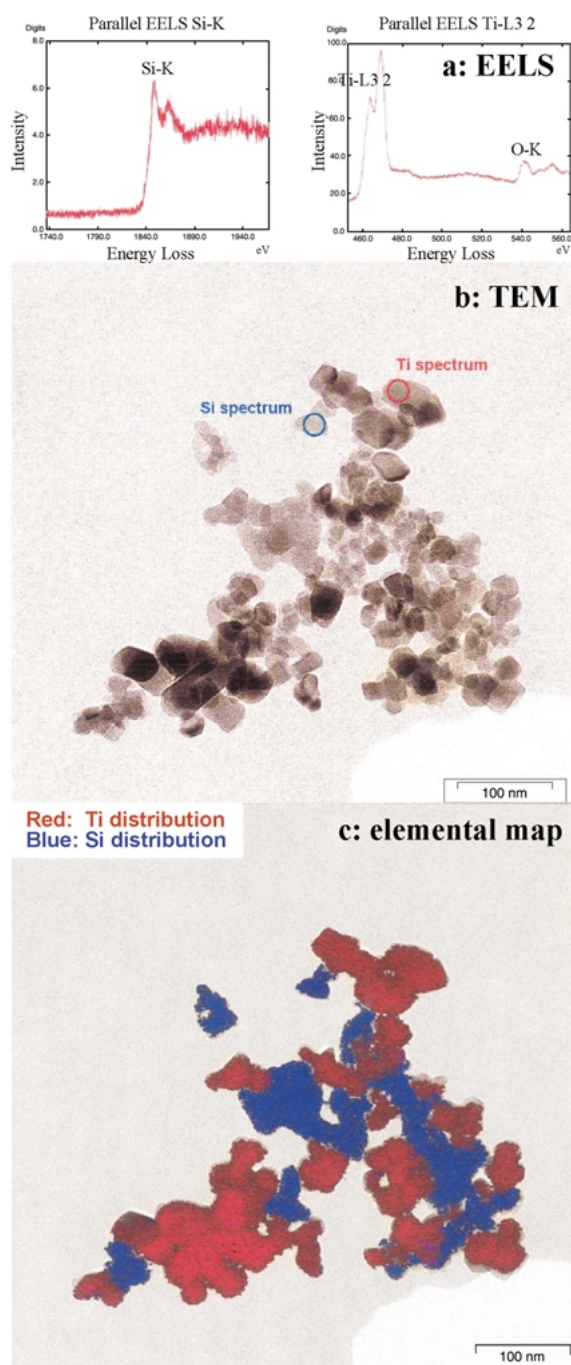 Parallel EELS Si-K
Digits
8.0
6.0
4.0
2.0
0.0
Intensity
Si-K
1740.0 1790.0 1840.0 1890.0 1940.0
eV
Energy Loss
Parallel EELS Ti-L3 2
Digits
100.0
80.0
60.0
40.0
20.0
Intensity
Ti-L3 2
a: EELS
O-K
460.0 480.0 500.0 520.0 540.0 560.0
eV
Energy Loss
b: TEM
Ti spectrum
Si spectrum
100 nm
Red: Ti distribution
Blue: Si distribution
c: elemental map
100 nm